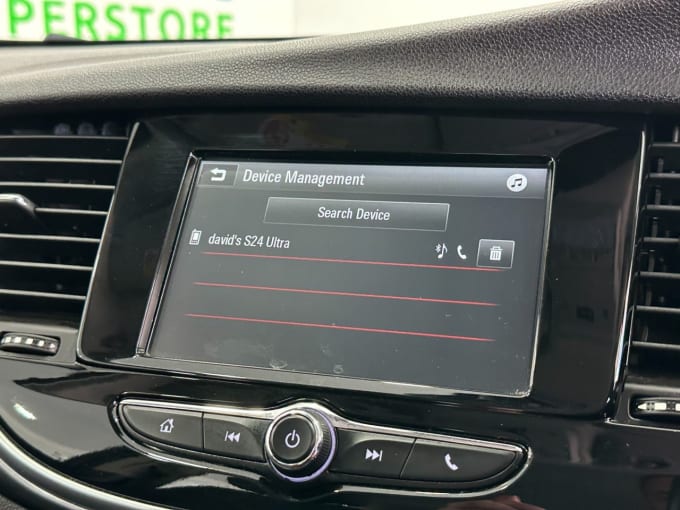 PERSTORE
Device Management
Search Device
david's S24 Ultra